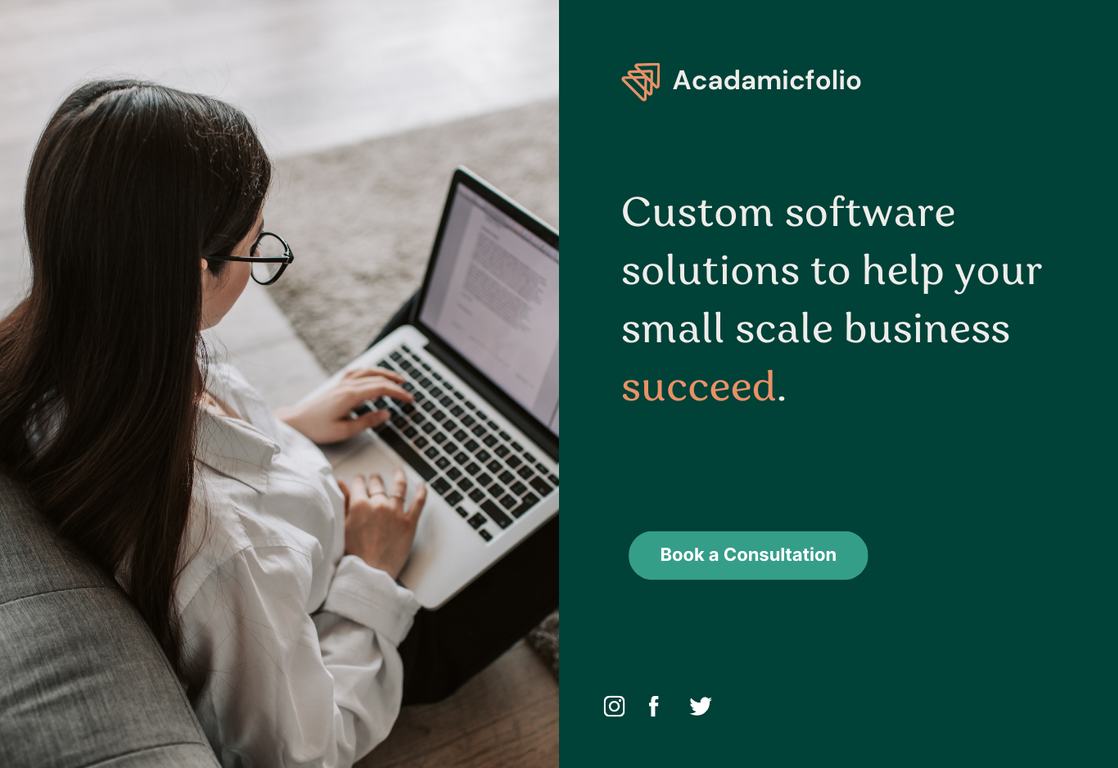 Acadamicfolio
Custom software
solutions to help your
small scale business
succeed.
Book a Consultation